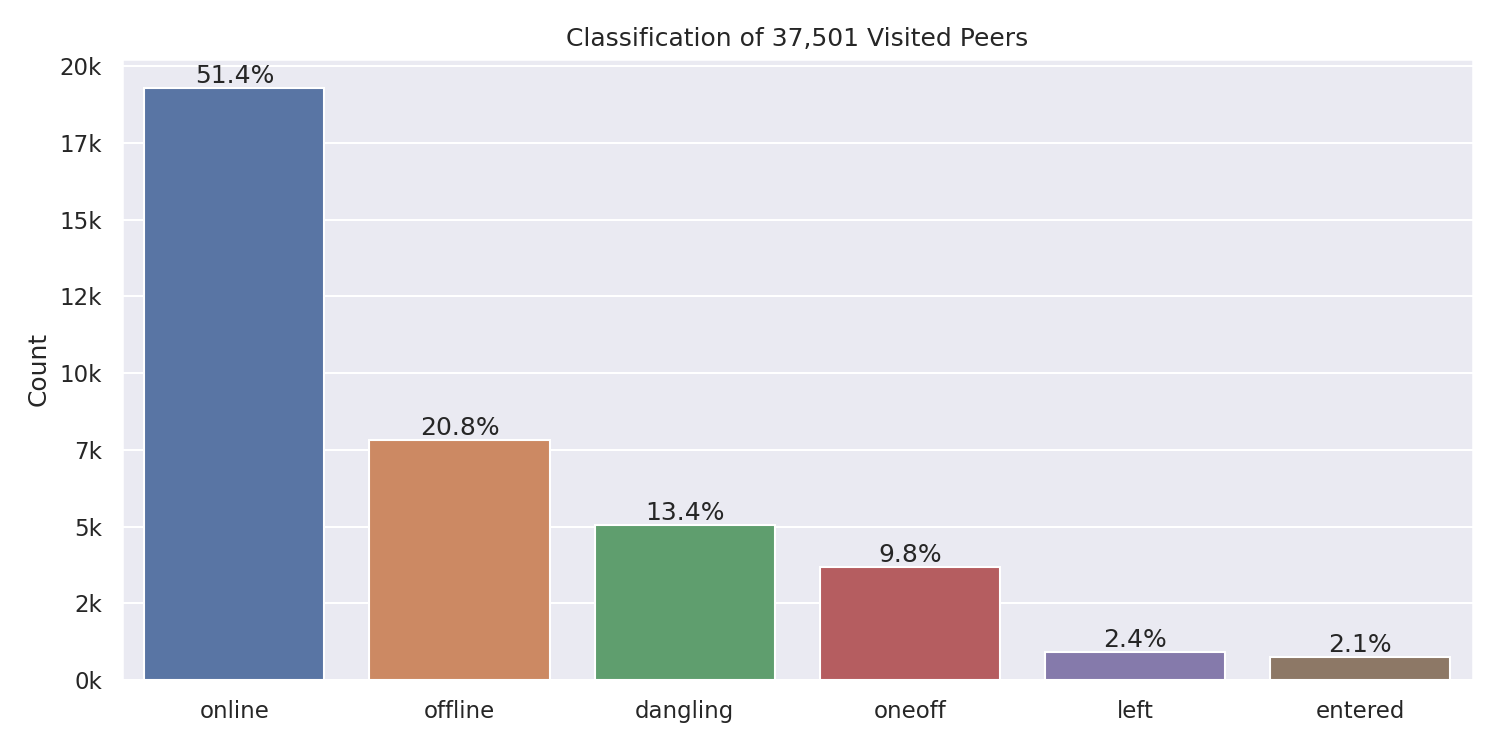 Classification of 37,501 Visited Peers
20k
17k
15k
12k
10k
7k
5k
2k
0k
Count
51.4%
20.8%
13.4%
9.8%
2.4%
2.1%
online
offline
dangling
oneoff
left
entered